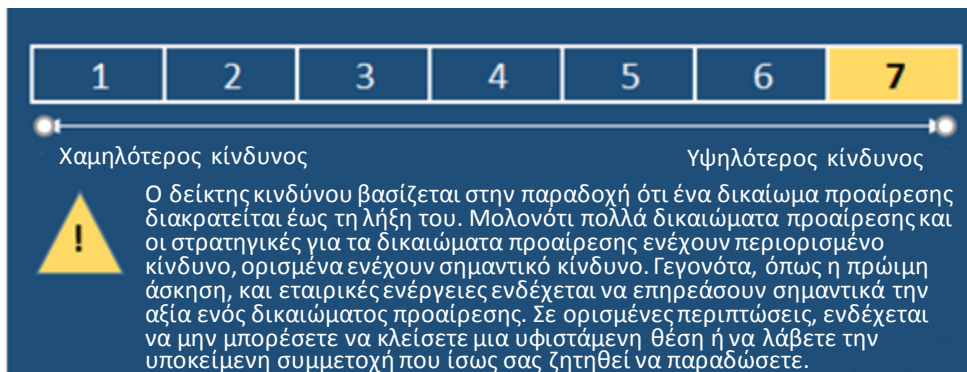 1 2 3 4 5 6 7
Χαμηλότερος κίνδυνος Υψηλότερος κίνδυνος
! Ο δείκτης κινδύνου βασίζεται στην παραδοχή ότι ένα δικαίωμα προαίρεσης
διακρατείται έως τη λήξη του. Μολονότι πολλά δικαιώματα προαίρεσης και
οι στρατηγικές για τα δικαιώματα προαίρεσης ενέχουν περιορισμένο
κίνδυνο, ορισμένα ενέχουν σημαντικό κίνδυνο. Γεγονότα, όπως η πρώιμη
άσκηση, και εταιρικές ενέργειες ενδέχεται να επηρεάσουν σημαντικά την
αξία ενός δικαιώματος προαίρεσης. Σε ορισμένες περιπτώσεις, ενδέχεται
να μην μπορέσετε να κλείσετε μια υφιστάμενη θέση ή να λάβετε την
υποκείμενη συμμετοχή που ίσως σας ζητηθεί να παραδώσετε.